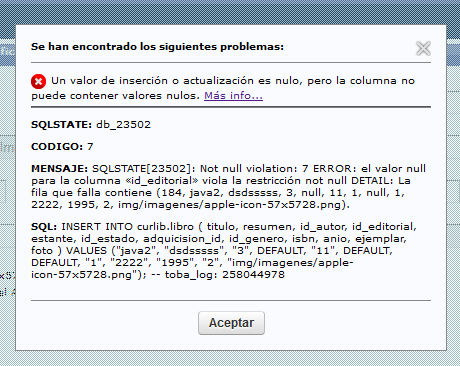 Se han encontrado los siguientes problemas:
Un valor de inserción o actualización es nulo, pero la columna no
puede contener valores nulos. Más info...
SQLSTATE: db_23502
CODIGO: 7
MENSAJE: SQLSTATE[23502]: Not null violation: 7 ERROR: el valor null
para la columna «id_editorial» viola la restricción not null DETAIL: La
fila que falla contiene (184, java2, dsdsssss, 3, null, 11, 1, null, 1,
2222, 1995, 2, img/imagenes/apple-icon-57x5728.png).
SQL: INSERT INTO curlib.libro ( titulo, resumen, id_autor, id_editorial,
estante, id_estado, adquicision_id, id_genero, isbn, anio, ejemplar,
foto ) VALUES ("java2", "dsdsssss", "3", DEFAULT, "11", DEFAULT,
DEFAULT, "1", "2222", "1995", "2", "img/imagenes/apple-
icon-57x5728.png"); -- toba_log: 258044978
Aceptar